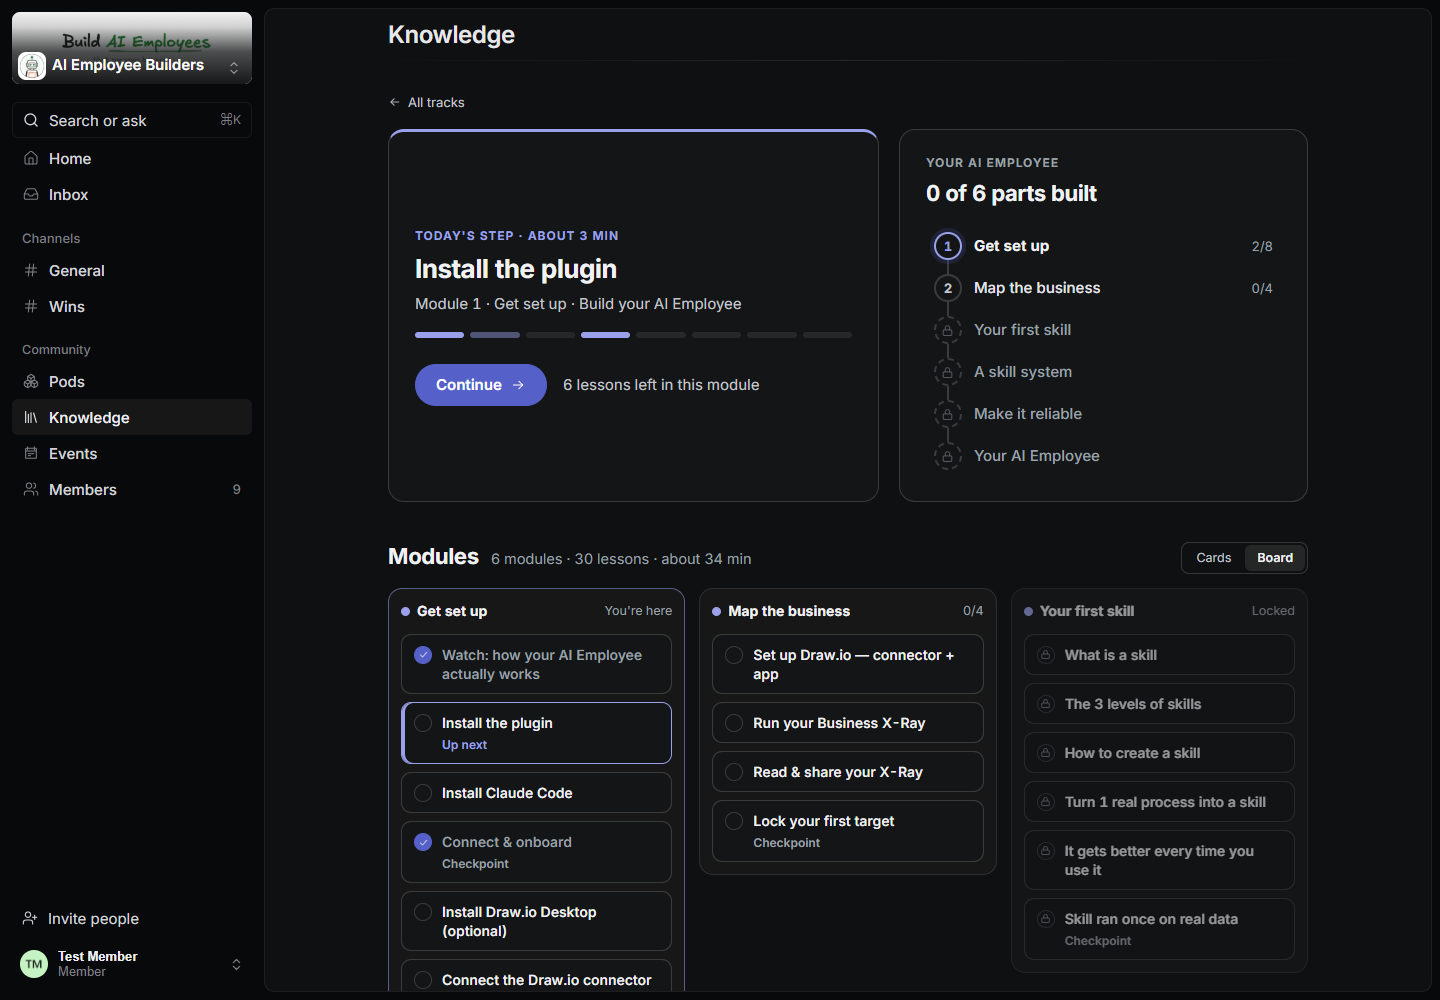 Build AI Employees
AI Employee Builders
Search or ask ⌘K
Home
Inbox
Channels
General
Wins
Community
Pods
Knowledge
Events
Members 9
Invite people
TM
Test Member
Member
Knowledge
← All tracks
TODAY'S STEP · ABOUT 3 MIN
Install the plugin
Module 1 · Get set up · Build your AI Employee
Continue →
6 lessons left in this module
YOUR AI EMPLOYEE
0 of 6 parts built
1 Get set up 2/8
2 Map the business 0/4
Your first skill
A skill system
Make it reliable
Your AI Employee
Modules 6 modules · 30 lessons · about 34 min
Cards Board
Get set up You're here
Watch: how your AI Employee
actually works
Install the plugin
Up next
Install Claude Code
Connect & onboard
Checkpoint
Install Draw.io Desktop
(optional)
Connect the Draw.io connector
Map the business 0/4
Set up Draw.io — connector +
app
Run your Business X-Ray
Read & share your X-Ray
Lock your first target
Checkpoint
Your first skill Locked
What is a skill
The 3 levels of skills
How to create a skill
Turn 1 real process into a skill
It gets better every time you
use it
Skill ran once on real data
Checkpoint